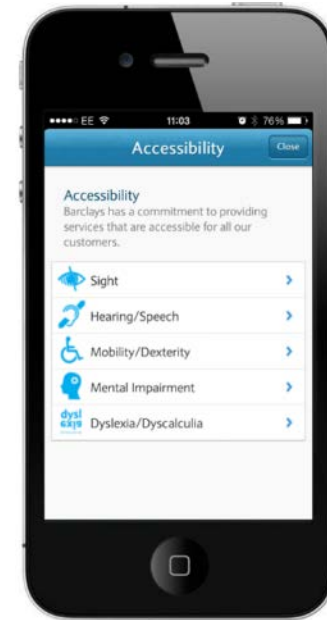 EE 11:03 76%
Accessibility Close
Accessibility
Barclays has a commitment to providing
services that are accessible for all our
customers.
Sight
Hearing/Speech
Mobility/Dexterity
Mental Impairment
dysl
Dyslexia/Dyscalculia